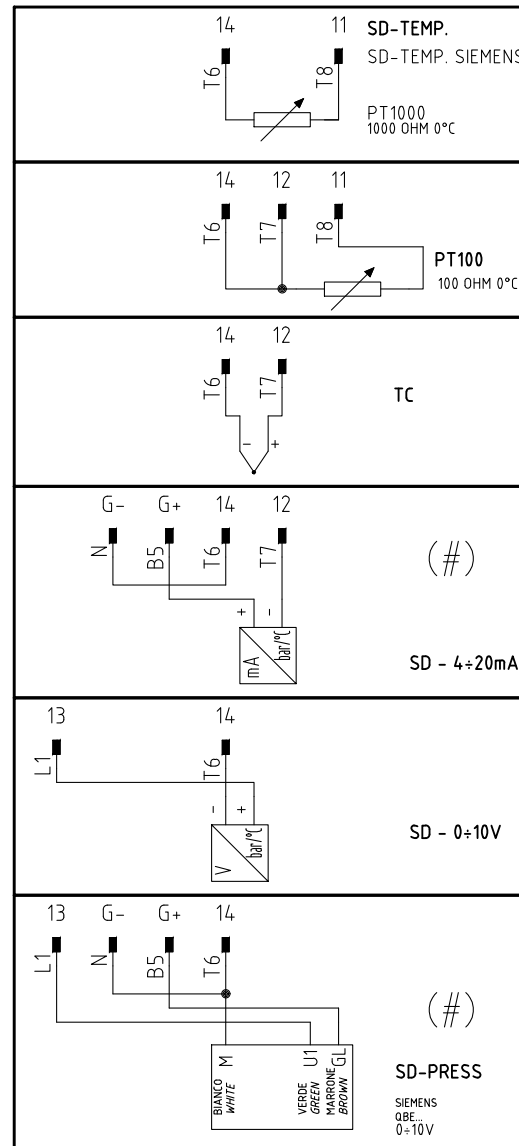 14 11 SD-TEMP.
SD-TEMP. SIEMENS
T6 T8
PT1000
1000 OHM 0°C
14 12 11
T6 T7 T8
PT100
100 OHM 0°C
14 12
T6 T7
TC
- +
G- G+ 14 12
N B5 T6 T7
(#)
+ -
mA bar/°C
SD - 4÷20mA
13 14
L1 T6
- +
V bar/°C
SD - 0÷10V
13 G- G+ 14
L1 N B5 T6
(#)
M U1 GL
BIANCO
WHITE
VERDE
GREEN
MARRONE
BROWN
SD-PRESS
SIEMENS
QBE...
0÷10V